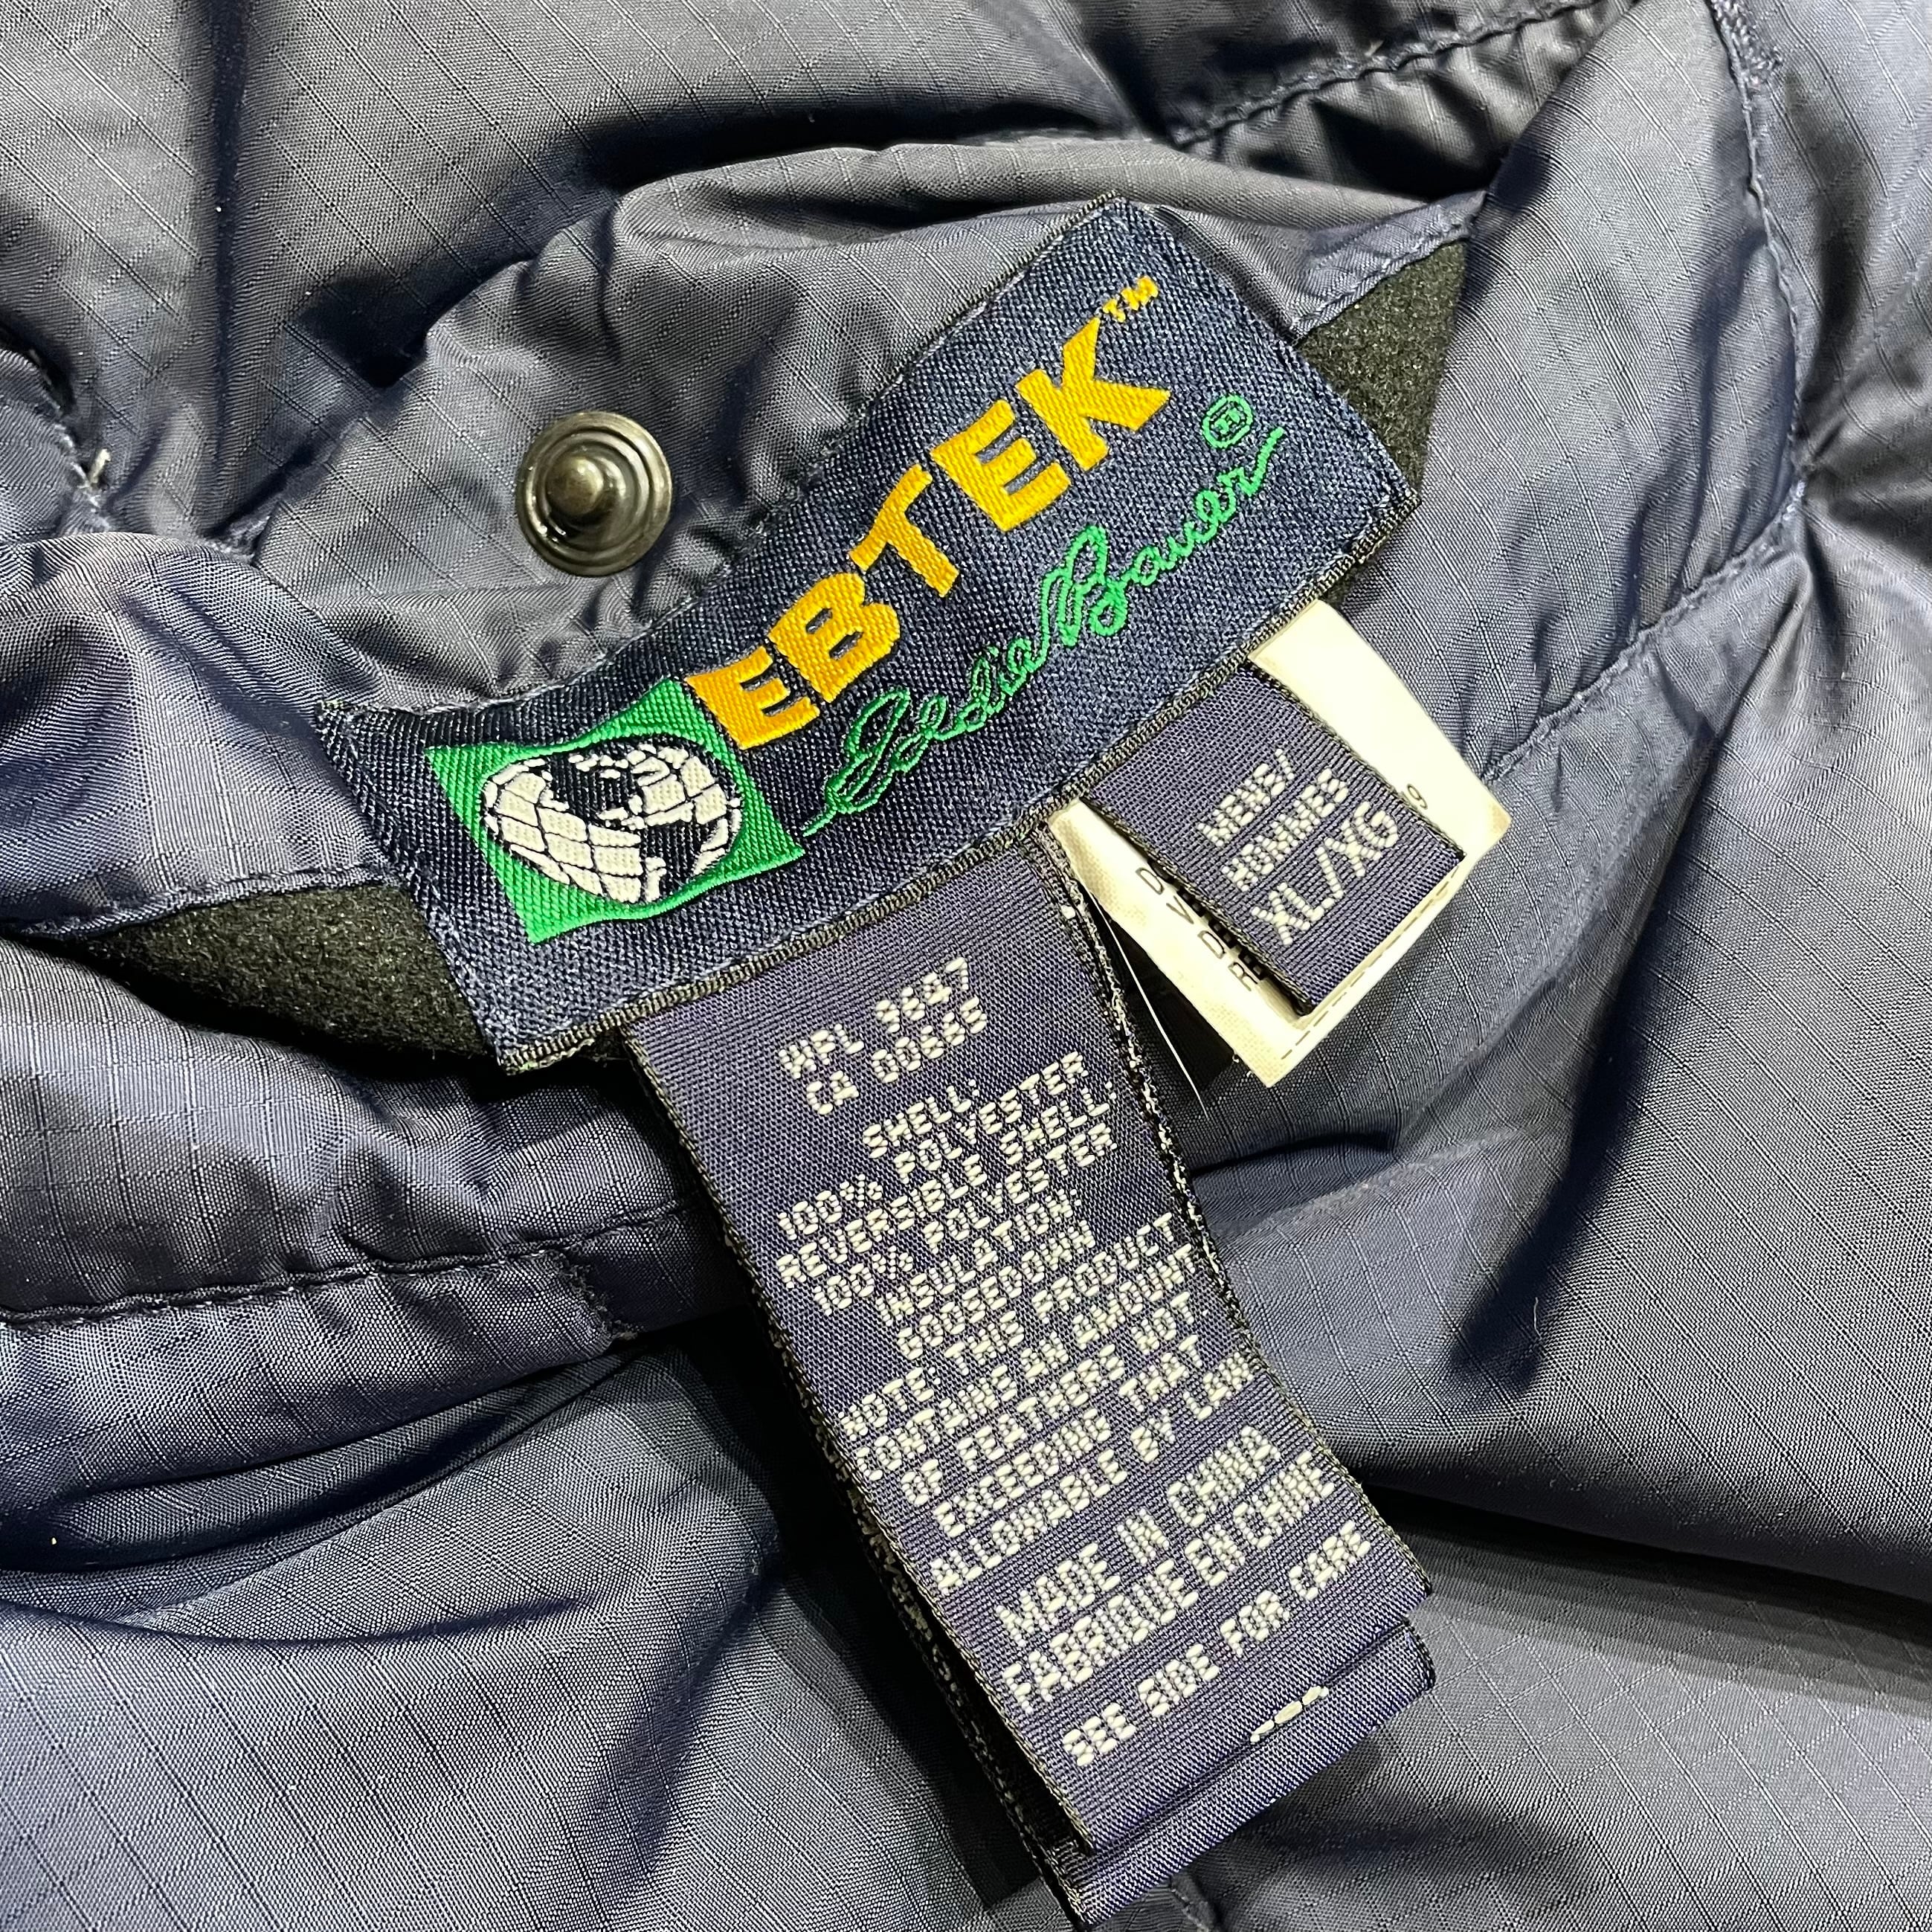 EBTEK™
Eddie Bauer®
MENS/
HOMMES
XL/XG
WPL 9647
CA 00665
SHELL:
100% POLYESTER
REVERSIBLE SHELL:
100% POLYESTER
INSULATION:
GOOSEDOWN
NOTE THIS PRODUCT
CONTAINS AN AMOUNT
OF FEATHERS NOT
EXCEEDING THAT
ALLOWABLE BY LAW
MADE IN CHINA
FABRIQUE EN CHINE
SEE SIDE FOR CARE